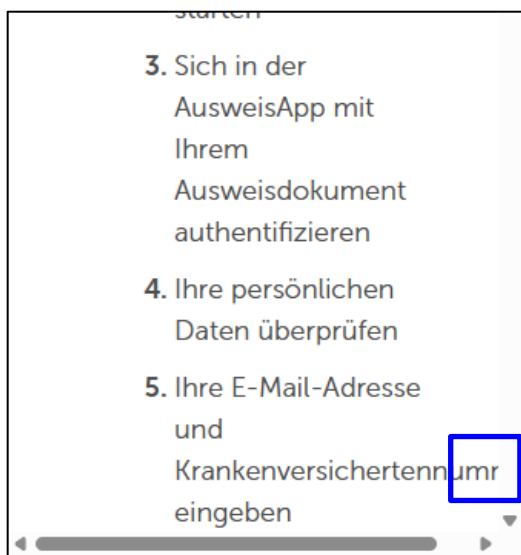 starten
3. Sich in der
AusweisApp mit
Ihrem
Ausweisdokument
authentifizieren
4. Ihre persönlichen
Daten überprüfen
5. Ihre E-Mail-Adresse
und
Krankenversichertennumr
eingeben